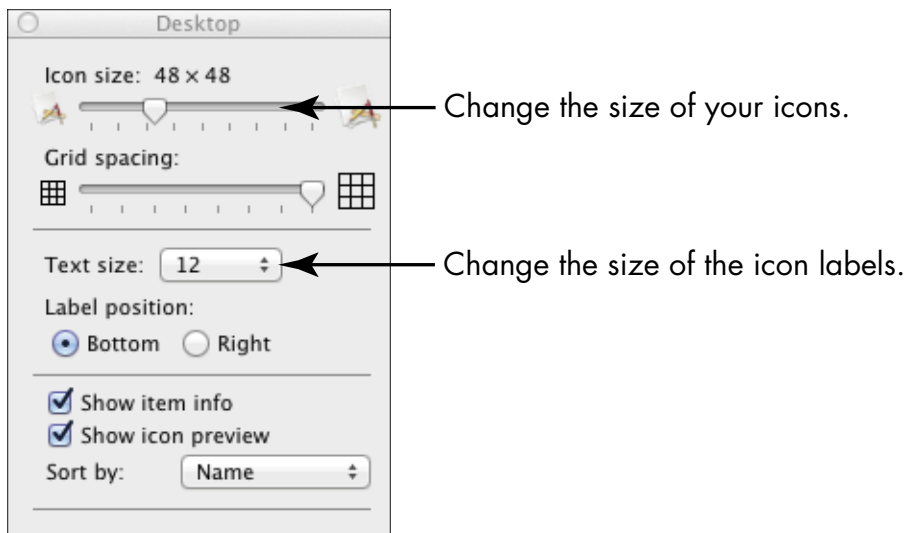 Desktop
Icon size: 48 × 48
Change the size of your icons.
Grid spacing:
Text size: 12
Change the size of the icon labels.
Label position:
Bottom Right
Show item info
Show icon preview
Sort by: Name